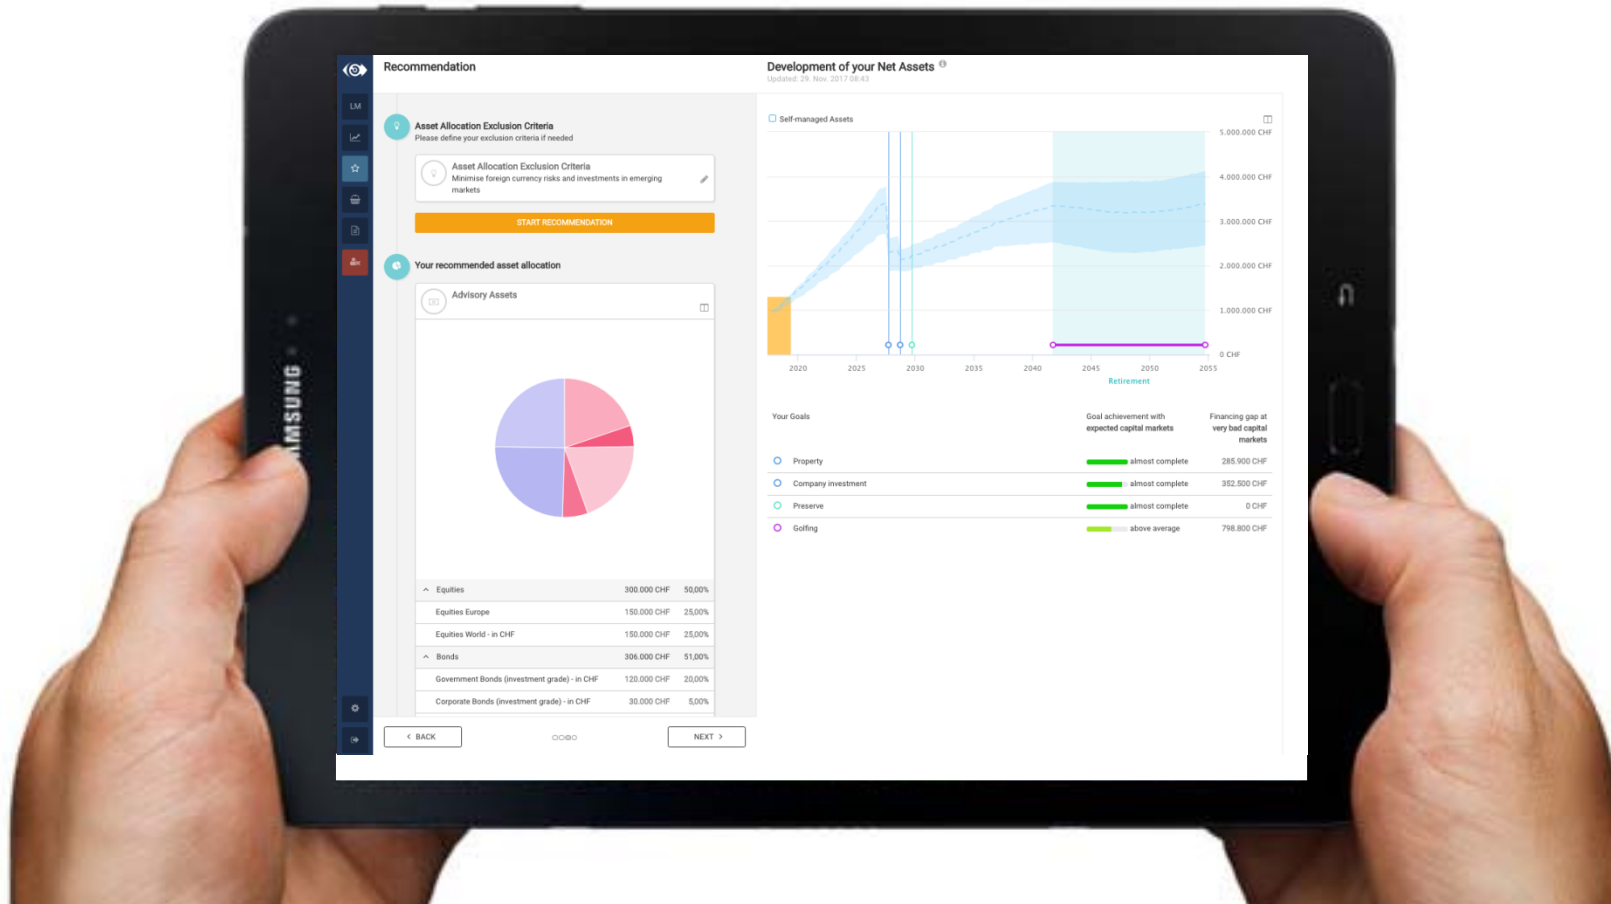 SAMSUNG
Recommendation
LM
Asset Allocation Exclusion Criteria
Please define your exclusion criteria if needed
Asset Allocation Exclusion Criteria
Minimise foreign currency risks and investments in emerging
markets
START RECOMMENDATION
Your recommended asset allocation
Advisory Assets
Equities 300.000 CHF 50,00%
Equities Europe 150.000 CHF 25,00%
Equities World - in CHF 150.000 CHF 25,00%
Bonds 306.000 CHF 51,00%
Government Bonds (investment grade) - in CHF 120.000 CHF 20,00%
Corporate Bonds (investment grade) - in CHF 30.000 CHF 5,00%
< BACK
NEXT >
Development of your Net Assets
Updated: 29. Nov. 2017 08:43
Self-managed Assets
5.000.000 CHF
4.000.000 CHF
3.000.000 CHF
2.000.000 CHF
1.000.000 CHF
0 CHF
2020 2025 2030 2035 2040 2045 2050 2055
Retirement
Your Goals
Goal achievement with
expected capital markets
Financing gap at
very bad capital
markets
Property almost complete 285.900 CHF
Company investment almost complete 352.500 CHF
Preserve almost complete 0 CHF
Golfing above average 798.800 CHF